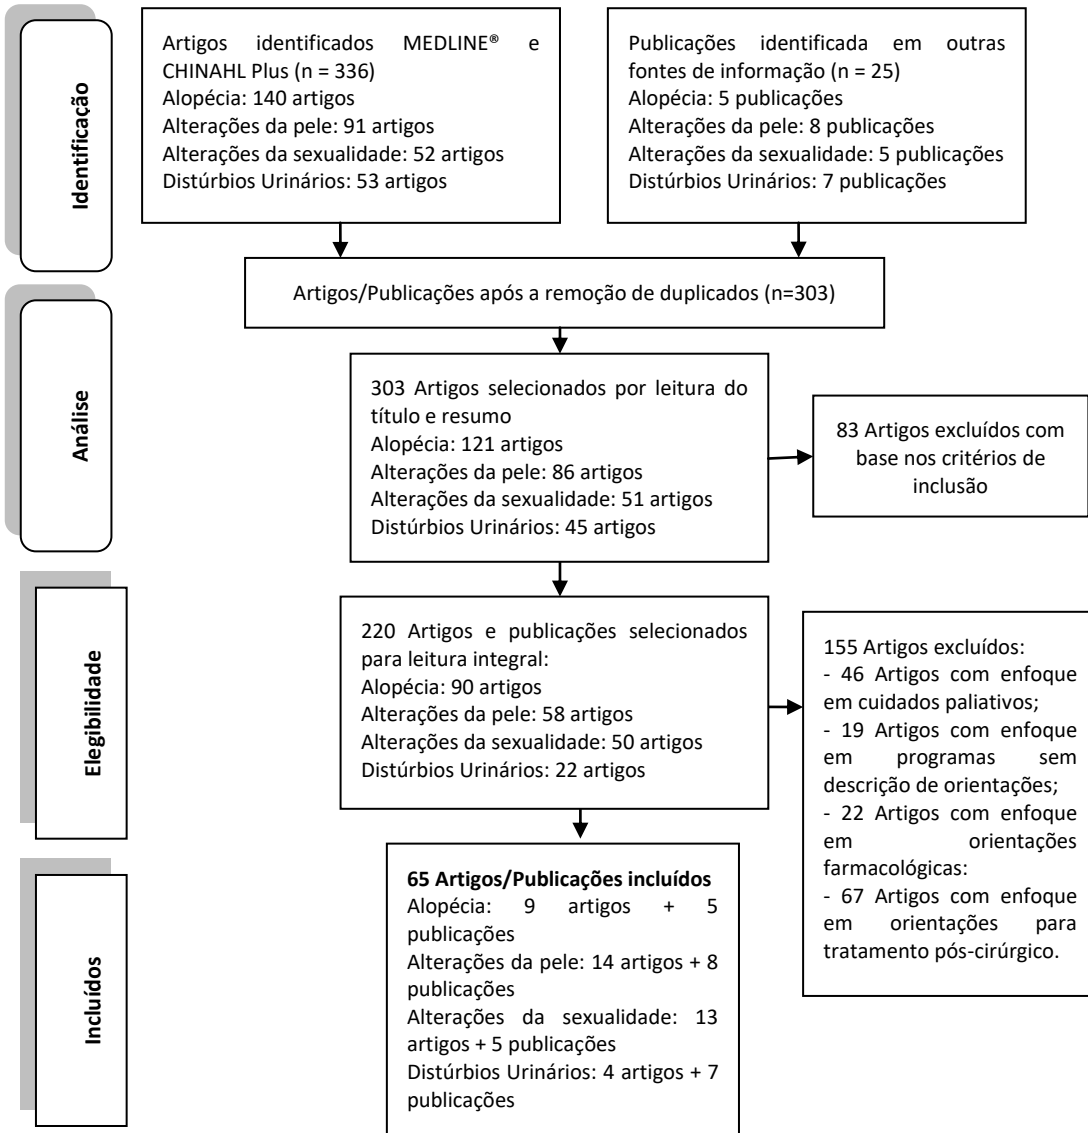 Identificação
Artigos identificados MEDLINE® e
CHINAHL Plus (n = 336)
Alopécia: 140 artigos
Alterações da pele: 91 artigos
Alterações da sexualidade: 52 artigos
Distúrbios Urinários: 53 artigos
Publicações identificada em outras
fontes de informação (n = 25)
Alopécia: 5 publicações
Alterações da pele: 8 publicações
Alterações da sexualidade: 5 publicações
Distúrbios Urinários: 7 publicações
Artigos/Publicações após a remoção de duplicados (n=303)
Análise
303 Artigos selecionados por leitura do
título e resumo
Alopécia: 121 artigos
Alterações da pele: 86 artigos
Alterações da sexualidade: 51 artigos
Distúrbios Urinários: 45 artigos
83 Artigos excluídos com
base nos critérios de
inclusão
Elegibilidade
220 Artigos e publicações selecionados
para leitura integral:
Alopécia: 90 artigos
Alterações da pele: 58 artigos
Alterações da sexualidade: 50 artigos
Distúrbios Urinários: 22 artigos
155 Artigos excluídos:
- 46 Artigos com enfoque
em cuidados paliativos;
- 19 Artigos com enfoque
em programas sem
descrição de orientações;
- 22 Artigos com enfoque
em orientações
farmacológicas:
- 67 Artigos com enfoque
em orientações para
tratamento pós-cirúrgico.
Incluídos
65 Artigos/Publicações incluídos
Alopécia: 9 artigos + 5
publicações
Alterações da pele: 14 artigos + 8
publicações
Alterações da sexualidade: 13
artigos + 5 publicações
Distúrbios Urinários: 4 artigos + 7
publicações